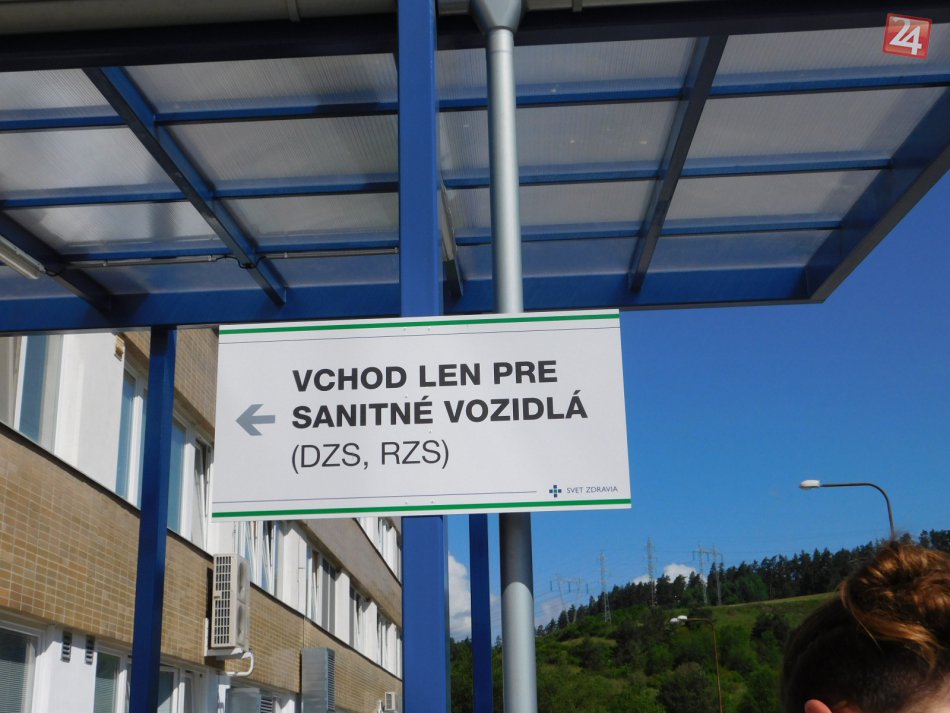 24
VCHOD LEN PRE
SANITNÉ VOZIDLÁ
(DZS, RZS)
SVET ZDRAVIA